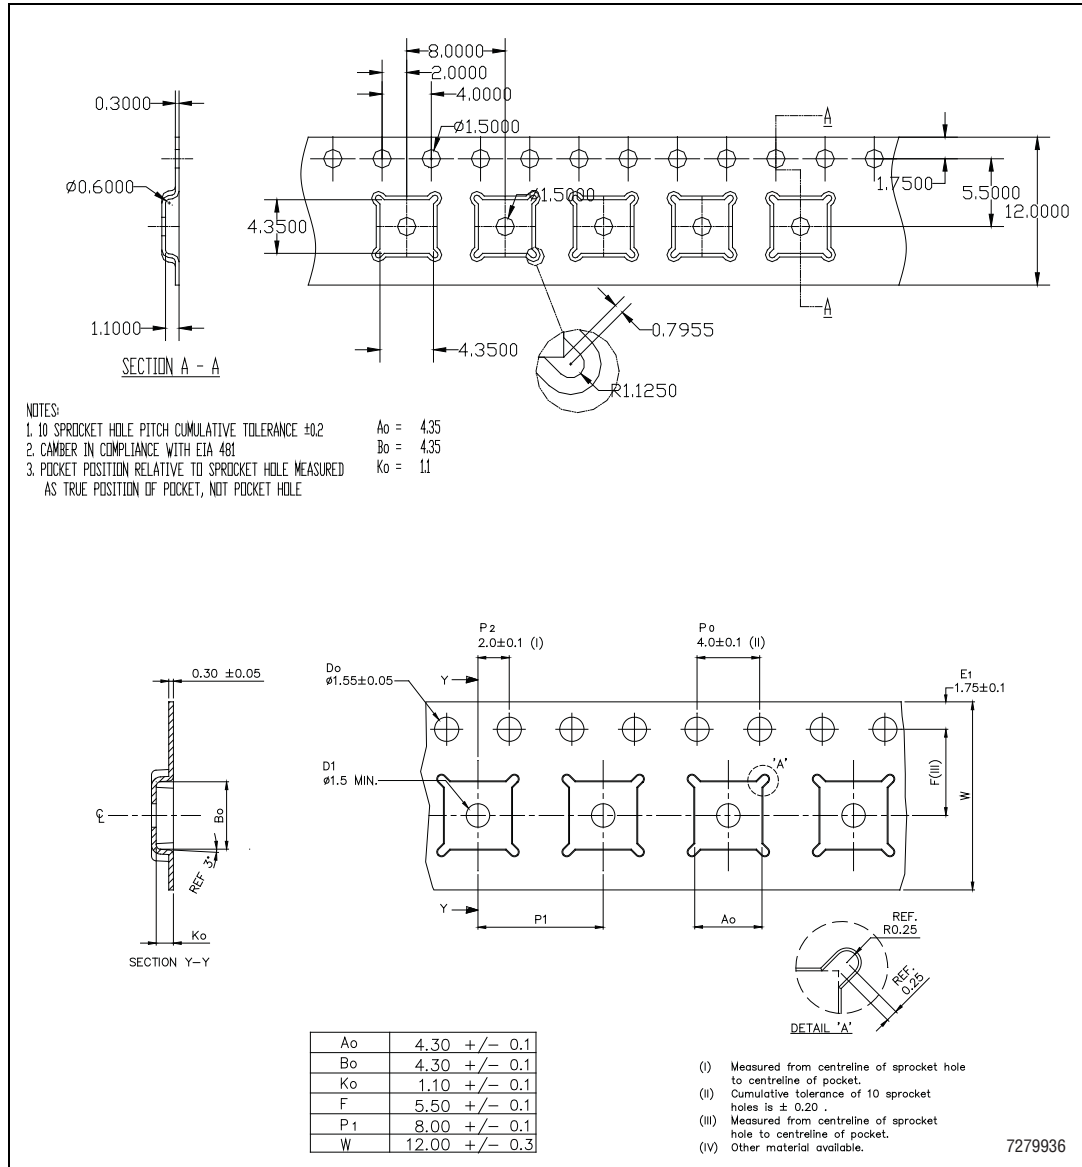 8.0000
2.0000
4.0000
0.3000
Ø1.5000
A
Ø0.6000
Ø1.5000
1.7500
5.5000
12.0000
4.3500
A
1.1000
0.7955
4.3500
SECTION A - A
R1.1250
NOTES:
1. 10 SPROCKET HOLE PITCH CUMULATIVE TOLERANCE ±0.2
2. CAMBER IN COMPLIANCE WITH EIA 481
3. POCKET POSITION RELATIVE TO SPROCKET HOLE MEASURED
AS TRUE POSITION OF POCKET, NOT POCKET HOLE
Ao = 4.35
Bo = 4.35
Ko = 1.1
P2
2.0±0.1 (I)
Po
4.0±0.1 (II)
0.30 ±0.05
Do
Ø1.55±0.05
Y
E1
1.75±0.1
D1
Ø1.5 MIN.
'A'
F(III)
W
℄
Bo
REF 3°
Y
P1
Ao
Ko
SECTION Y-Y
REF.
R0.25
REF.
0.25
DETAIL 'A'
Ao 4.30 +/- 0.1
Bo 4.30 +/- 0.1
Ko 1.10 +/- 0.1
F 5.50 +/- 0.1
P1 8.00 +/- 0.1
W 12.00 +/- 0.3
(I) Measured from centreline of sprocket hole
to centreline of pocket.
(II) Cumulative tolerance of 10 sprocket
holes is ± 0.20 .
(III) Measured from centreline of sprocket
hole to centreline of pocket.
(IV) Other material available.
7279936